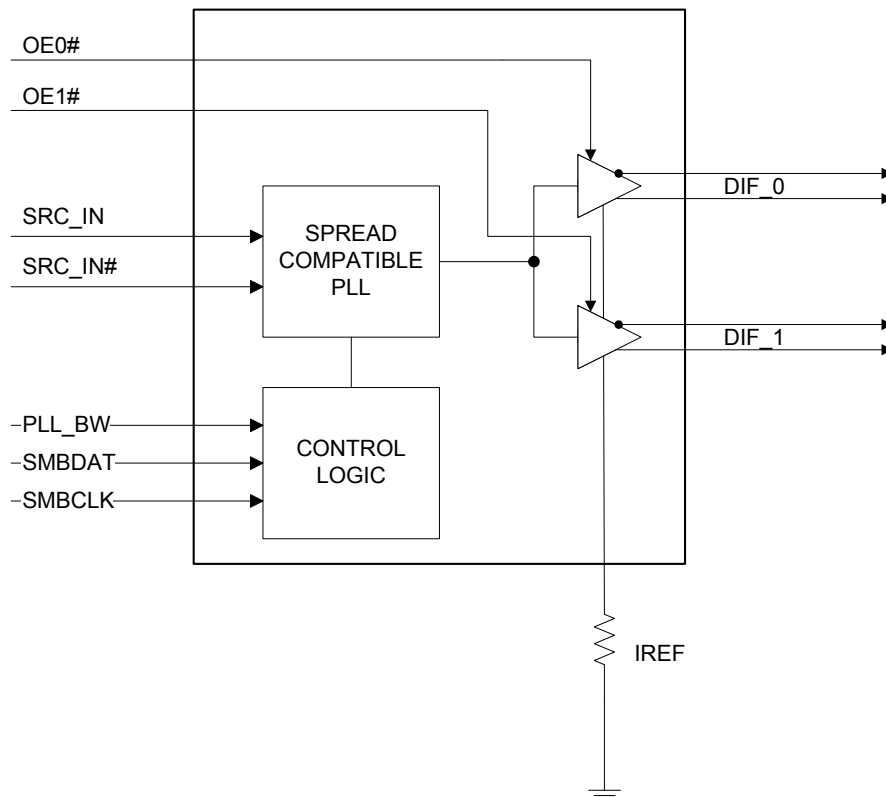 OE0#
OE1#
SRC_IN
SRC_IN#
SPREAD
COMPATIBLE
PLL
DIF_0
DIF_1
PLL_BW
SMBDAT
SMBCLK
CONTROL
LOGIC
IREF